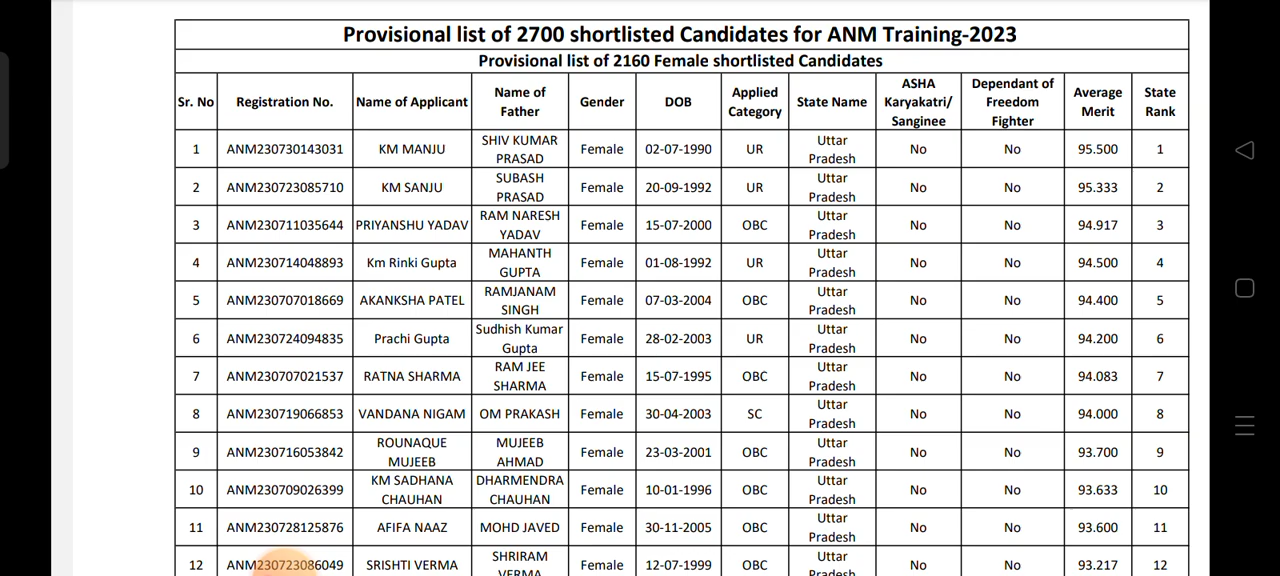 Provisional list of 2700 shortlisted Candidates for ANM Training-2023
Provisional list of 2160 Female shortlisted Candidates
Sr. No Registration No. Name of Applicant Name of Father Gender DOB Applied Category State Name ASHA Karyakatri/ Sanginee Dependant of Freedom Fighter Average Merit State Rank
1 ANM230730143031 KM MANJU SHIV KUMAR PRASAD Female 02-07-1990 UR Uttar Pradesh No No 95.500 1
2 ANM230723085710 KM SANJU SUBASH PRASAD Female 20-09-1992 UR Uttar Pradesh No No 95.333 2
3 ANM230711035644 PRIYANSHU YADAV RAM NARESH YADAV Female 15-07-2000 OBC Uttar Pradesh No No 94.917 3
4 ANM230714048893 Km Rinki Gupta MAHANTH GUPTA Female 01-08-1992 UR Uttar Pradesh No No 94.500 4
5 ANM230707018669 AKANKSHA PATEL RAMJANAM SINGH Female 07-03-2004 OBC Uttar Pradesh No No 94.400 5
6 ANM230724094835 Prachi Gupta Sudhish Kumar Gupta Female 28-02-2003 UR Uttar Pradesh No No 94.200 6
7 ANM230707021537 RATNA SHARMA RAM JEE SHARMA Female 15-07-1995 OBC Uttar Pradesh No No 94.083 7
8 ANM230719066853 VANDANA NIGAM OM PRAKASH Female 30-04-2003 SC Uttar Pradesh No No 94.000 8
9 ANM230716053842 ROUNAQUE MUJEEB MUJEEB AHMAD Female 23-03-2001 OBC Uttar Pradesh No No 93.700 9
10 ANM230709026399 KM SADHANA CHAUHAN DHARMENDRA CHAUHAN Female 10-01-1996 OBC Uttar Pradesh No No 93.633 10
11 ANM230728125876 AFIFA NAAZ MOHD JAVED Female 30-11-2005 OBC Uttar Pradesh No No 93.600 11
12 ANM230723086049 SRISHTI VERMA SHRIRAM VERMA Female 12-07-1999 OBC Uttar Pradesh No No 93.217 12